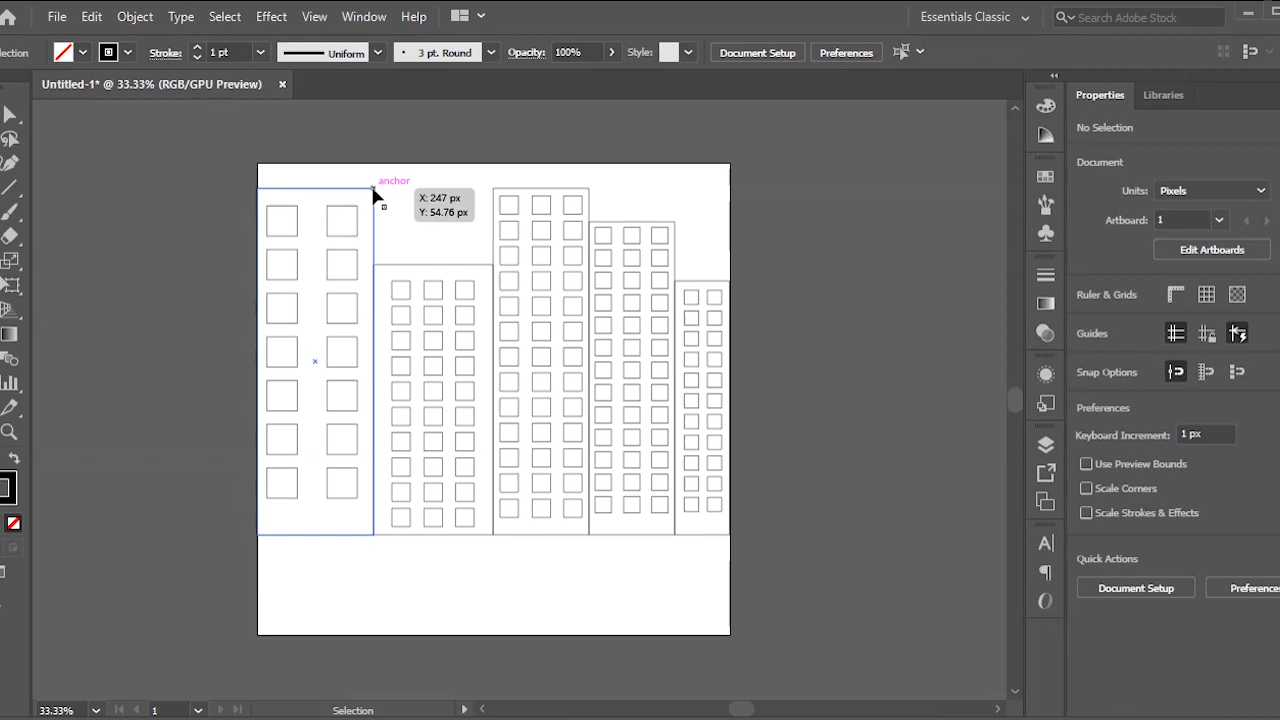 File Edit Object Type Select Effect View Window Help Essentials Classic Search Adobe Stock
lection Stroke: 1 pt Uniform 3 pt. Round Opacity: 100% Style: Document Setup Preferences
Untitled-1* @ 33.33% (RGB/GPU Preview)
Properties Libraries
No Selection
Document
Units: Pixels
Artboard: 1
Edit Artboards
Ruler & Grids
Guides
Snap Options
Preferences
Keyboard Increment: 1 px
Use Preview Bounds
Scale Corners
Scale Strokes & Effects
Quick Actions
Document Setup Preferences
anchor
X: 247 px
Y: 54.76 px
33.33% 1 Selection